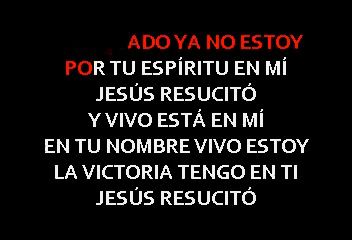 ADO YA NO ESTOY
POR TU ESPÍRITU EN MÍ
JESÚS RESUCITÓ
Y VIVO ESTÁ EN MÍ
EN TU NOMBRE VIVO ESTOY
LA VICTORIA TENGO EN TI
JESÚS RESUCITÓ